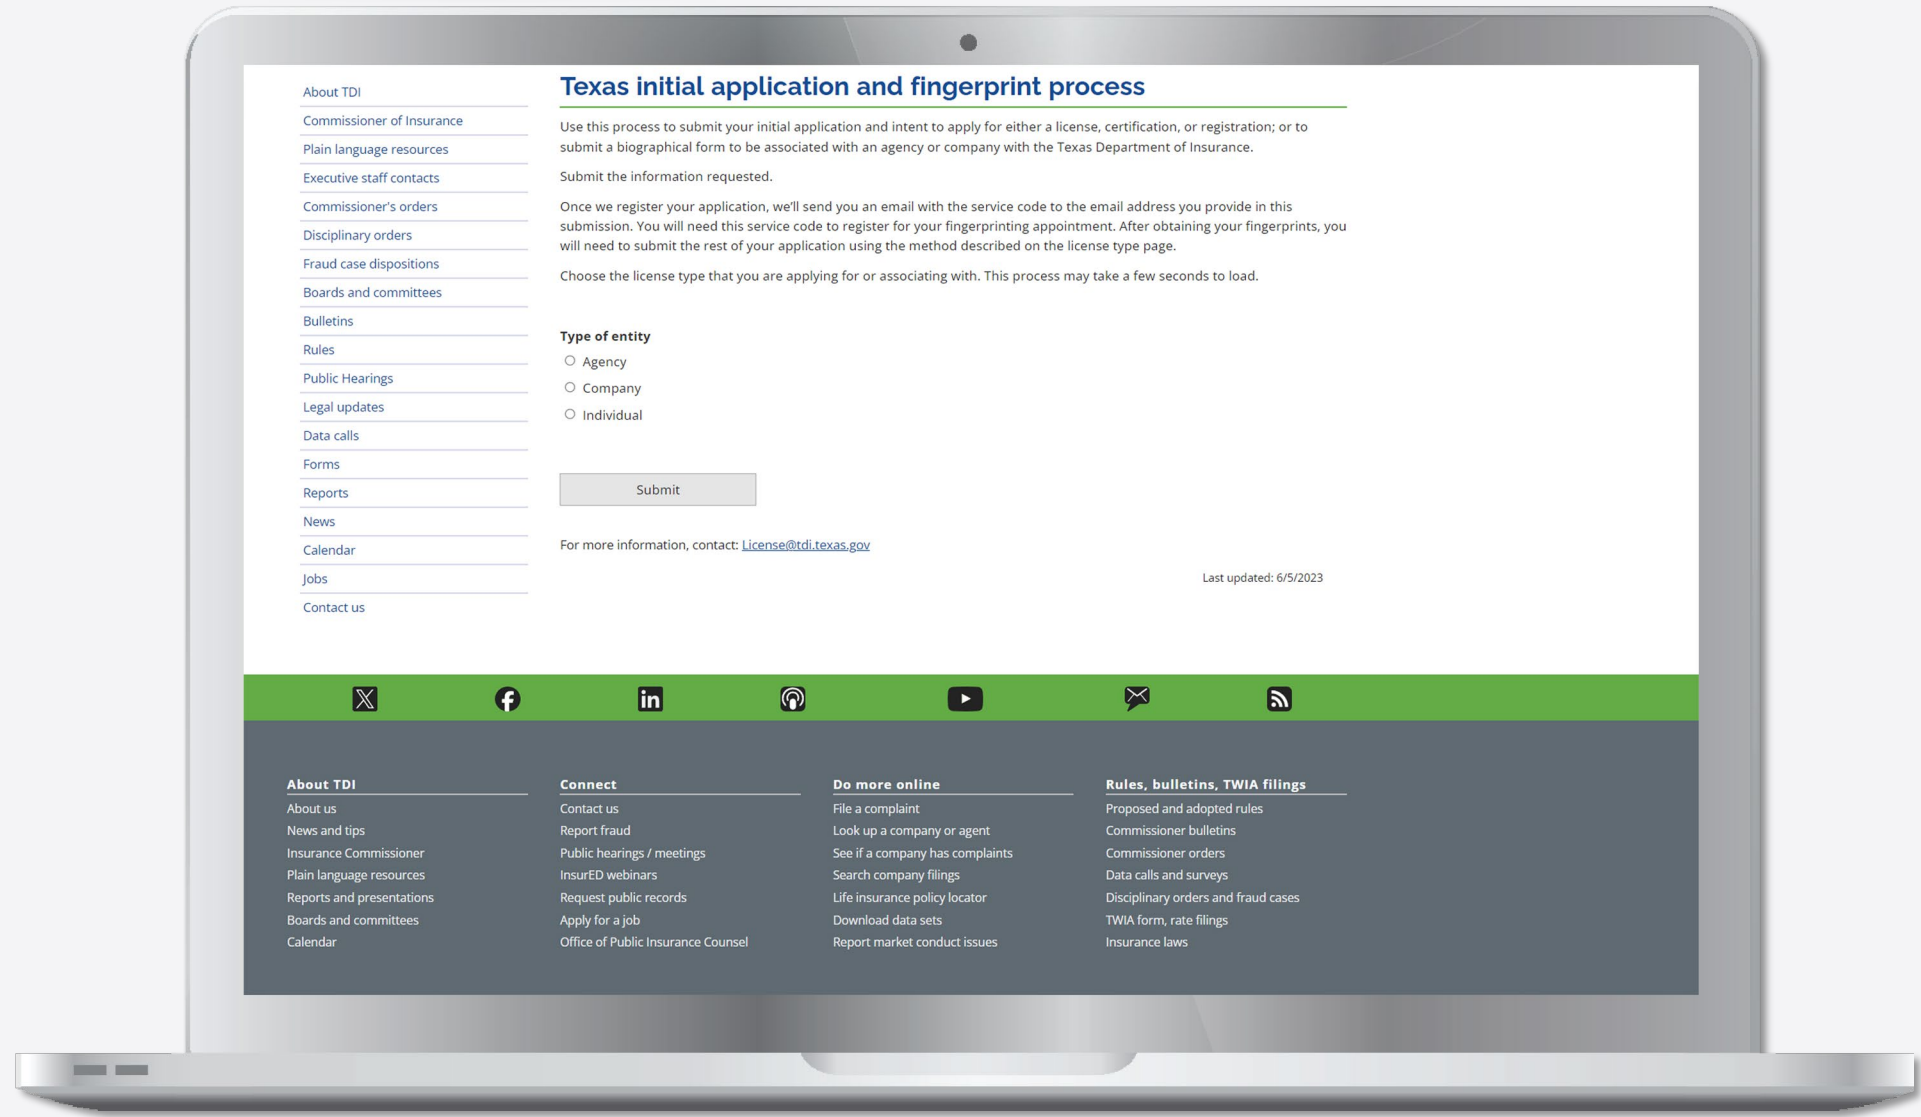 About TDI
Commissioner of Insurance
Plain language resources
Executive staff contacts
Commissioner's orders
Disciplinary orders
Fraud case dispositions
Boards and committees
Bulletins
Rules
Public Hearings
Legal updates
Data calls
Forms
Reports
News
Calendar
Jobs
Contact us
Texas initial application and fingerprint process
Use this process to submit your initial application and intent to apply for either a license, certification, or registration; or to
submit a biographical form to be associated with an agency or company with the Texas Department of Insurance.
Submit the information requested.
Once we register your application, we'll send you an email with the service code to the email address you provide in this
submission. You will need this service code to register for your fingerprinting appointment. After obtaining your fingerprints, you
will need to submit the rest of your application using the method described on the license type page.
Choose the license type that you are applying for or associating with. This process may take a few seconds to load.
Type of entity
Agency
Company
Individual
Submit
For more information, contact: License@tdi.texas.gov
Last updated: 6/5/2023
About TDI
About us
News and tips
Insurance Commissioner
Plain language resources
Reports and presentations
Boards and committees
Calendar
Connect
Contact us
Report fraud
Public hearings / meetings
InsurED webinars
Request public records
Apply for a job
Office of Public Insurance Counsel
Do more online
File a complaint
Look up a company or agent
See if a company has complaints
Search company filings
Life insurance policy locator
Download data sets
Report market conduct issues
Rules, bulletins, TWIA filings
Proposed and adopted rules
Commissioner bulletins
Commissioner orders
Data calls and surveys
Disciplinary orders and fraud cases
TWIA form, rate filings
Insurance laws